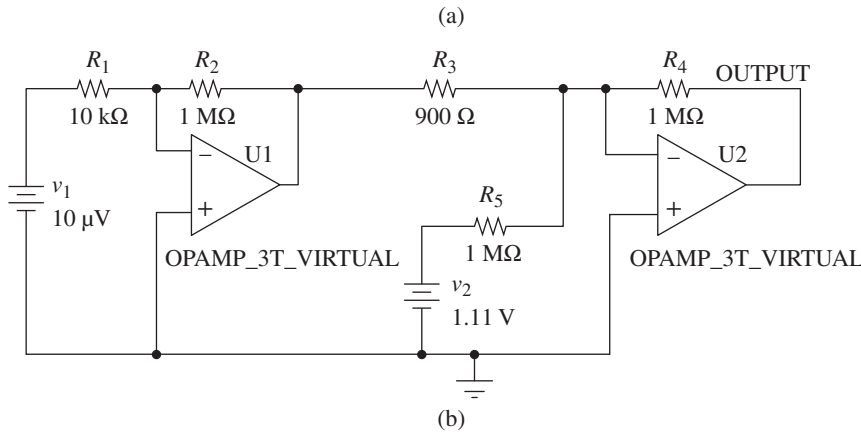 (a)
R1 R2 R3 R4 OUTPUT
10 kΩ 1 MΩ 900 Ω 1 MΩ
U1 U2
− −
v1 R5
10 µV + +
OPAMP_3T_VIRTUAL 1 MΩ OPAMP_3T_VIRTUAL
v2
1.11 V
(b)